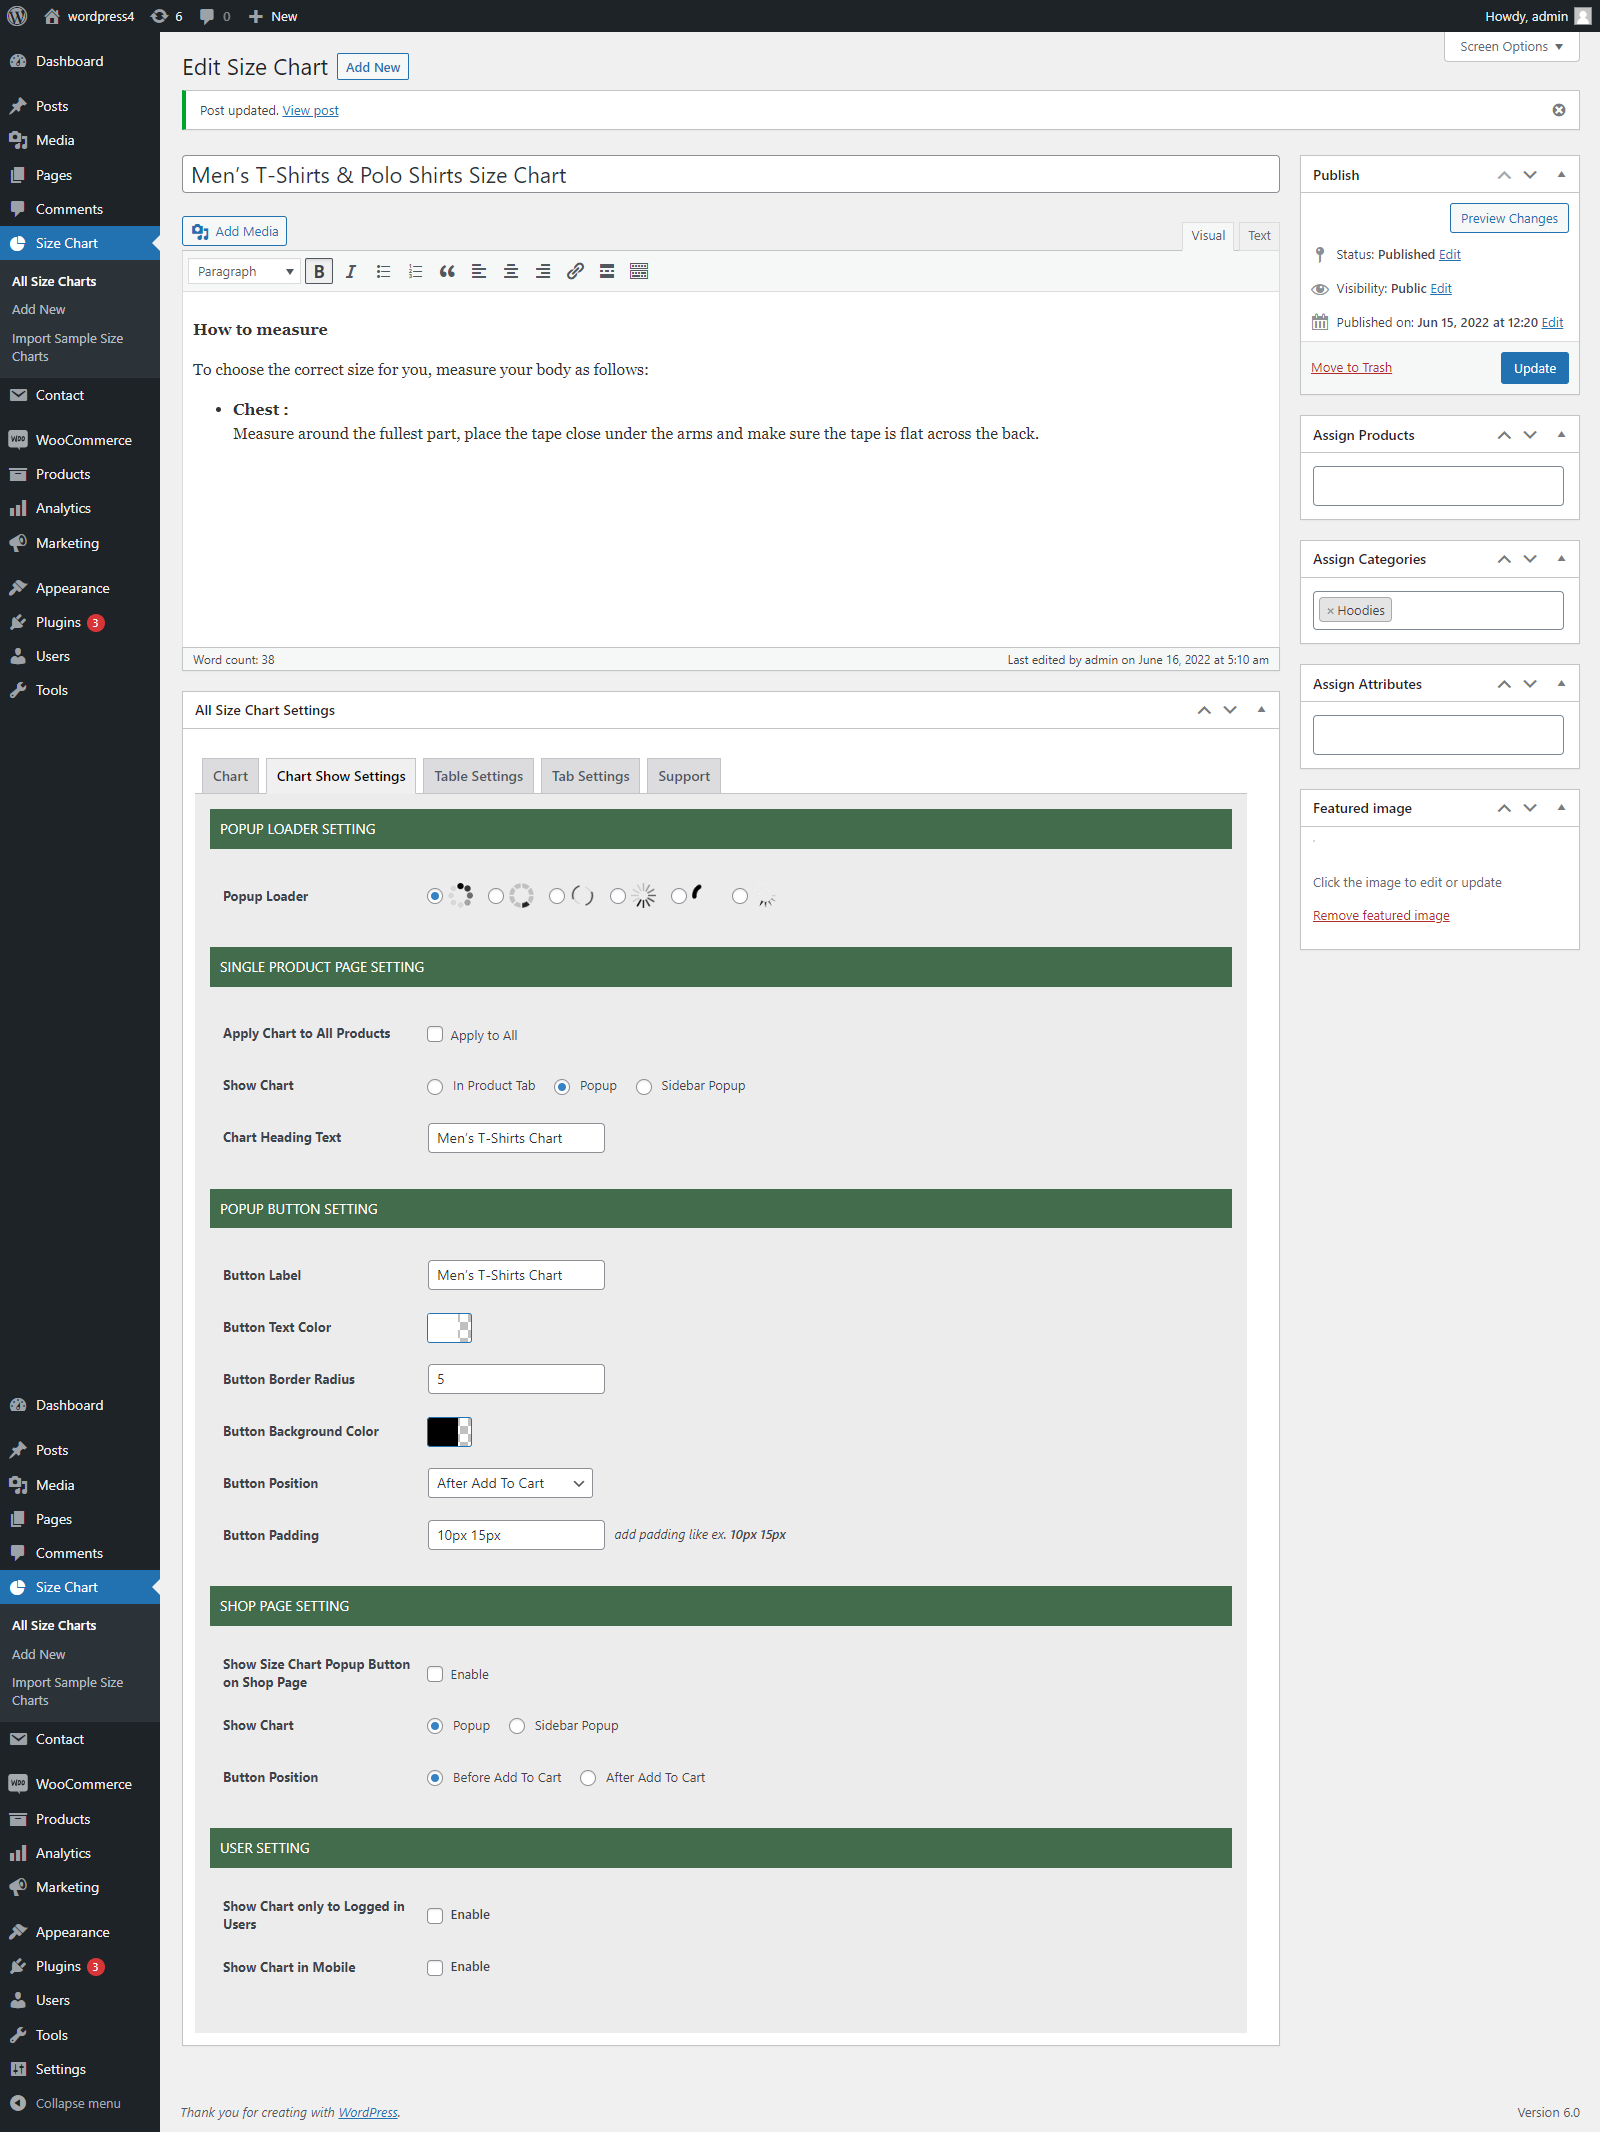 wordpress4
6
0
New
Howdy, admin
Dashboard
Posts
Media
Pages
Comments
Size Chart
All Size Charts
Add New
Import Sample Size
Charts
Contact
WooCommerce
Products
Analytics
Marketing
Appearance
Plugins 3
Users
Tools
Dashboard
Posts
Media
Pages
Comments
Size Chart
All Size Charts
Add New
Import Sample Size
Charts
Contact
WooCommerce
Products
Analytics
Marketing
Appearance
Plugins 3
Users
Tools
Settings
Collapse menu
Screen Options
Edit Size Chart Add New
Post updated. View post
Men’s T-Shirts & Polo Shirts Size Chart
Add Media
Visual Text
Paragraph B I
How to measure
To choose the correct size for you, measure your body as follows:
• Chest :
Measure around the fullest part, place the tape close under the arms and make sure the tape is flat across the back.
Word count: 38 Last edited by admin on June 16, 2022 at 5:10 am
All Size Chart Settings
Chart Chart Show Settings Table Settings Tab Settings Support
POPUP LOADER SETTING
Popup Loader
SINGLE PRODUCT PAGE SETTING
Apply Chart to All Products Apply to All
Show Chart In Product Tab Popup Sidebar Popup
Chart Heading Text Men’s T-Shirts Chart
POPUP BUTTON SETTING
Button Label Men’s T-Shirts Chart
Button Text Color
Button Border Radius 5
Button Background Color
Button Position After Add To Cart
Button Padding 10px 15px add padding like ex. 10px 15px
SHOP PAGE SETTING
Show Size Chart Popup Button
on Shop Page Enable
Show Chart Popup Sidebar Popup
Button Position Before Add To Cart After Add To Cart
USER SETTING
Show Chart only to Logged in
Users Enable
Show Chart in Mobile Enable
Publish
Preview Changes
Status: Published Edit
Visibility: Public Edit
Published on: Jun 15, 2022 at 12:20 Edit
Move to Trash Update
Assign Products
Assign Categories
× Hoodies
Assign Attributes
Featured image
Click the image to edit or update
Remove featured image
Thank you for creating with WordPress.
Version 6.0